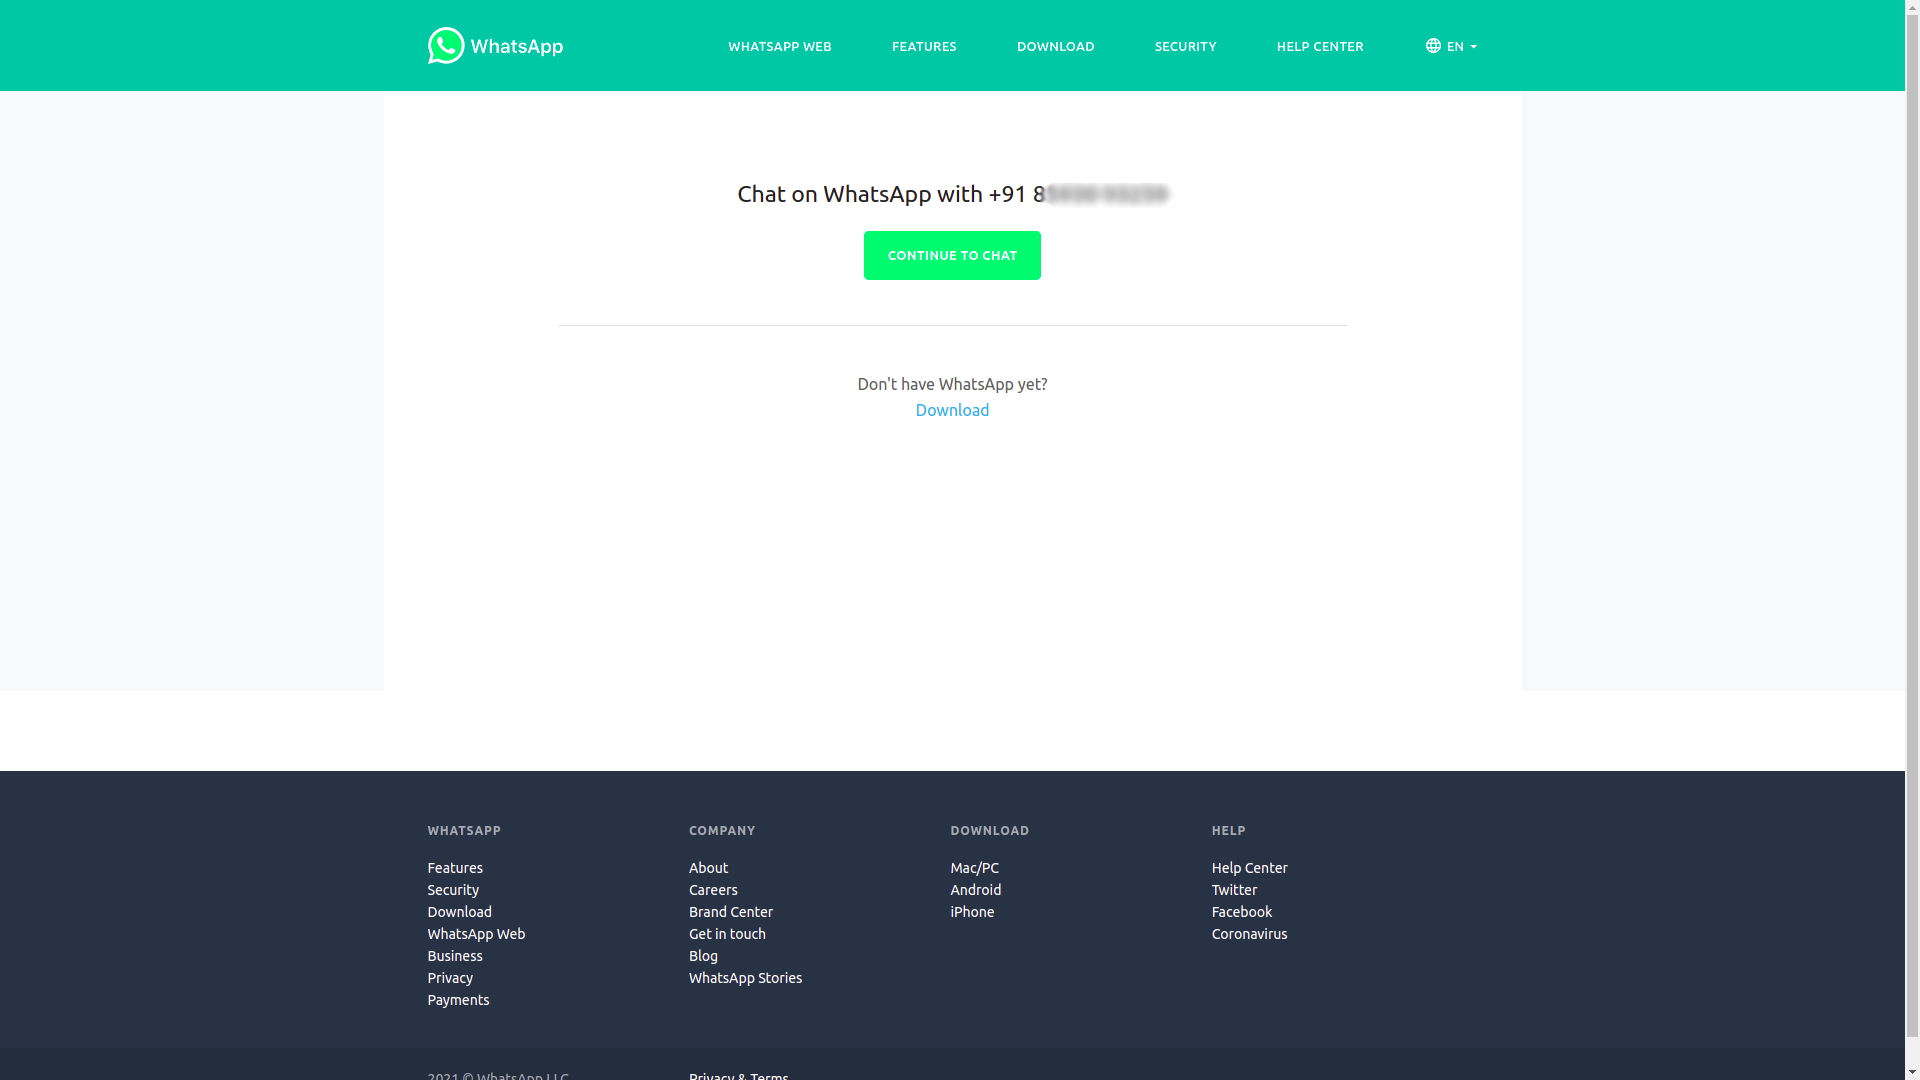 WhatsApp
WHATSAPP WEB
FEATURES
DOWNLOAD
SECURITY
HELP CENTER
EN
Chat on WhatsApp with +91 8
CONTINUE TO CHAT
Don't have WhatsApp yet?
Download
WHATSAPP
Features
Security
Download
WhatsApp Web
Business
Privacy
Payments
COMPANY
About
Careers
Brand Center
Get in touch
Blog
WhatsApp Stories
DOWNLOAD
Mac/PC
Android
iPhone
HELP
Help Center
Twitter
Facebook
Coronavirus
2021 © WhatsApp LLC
Privacy & Terms